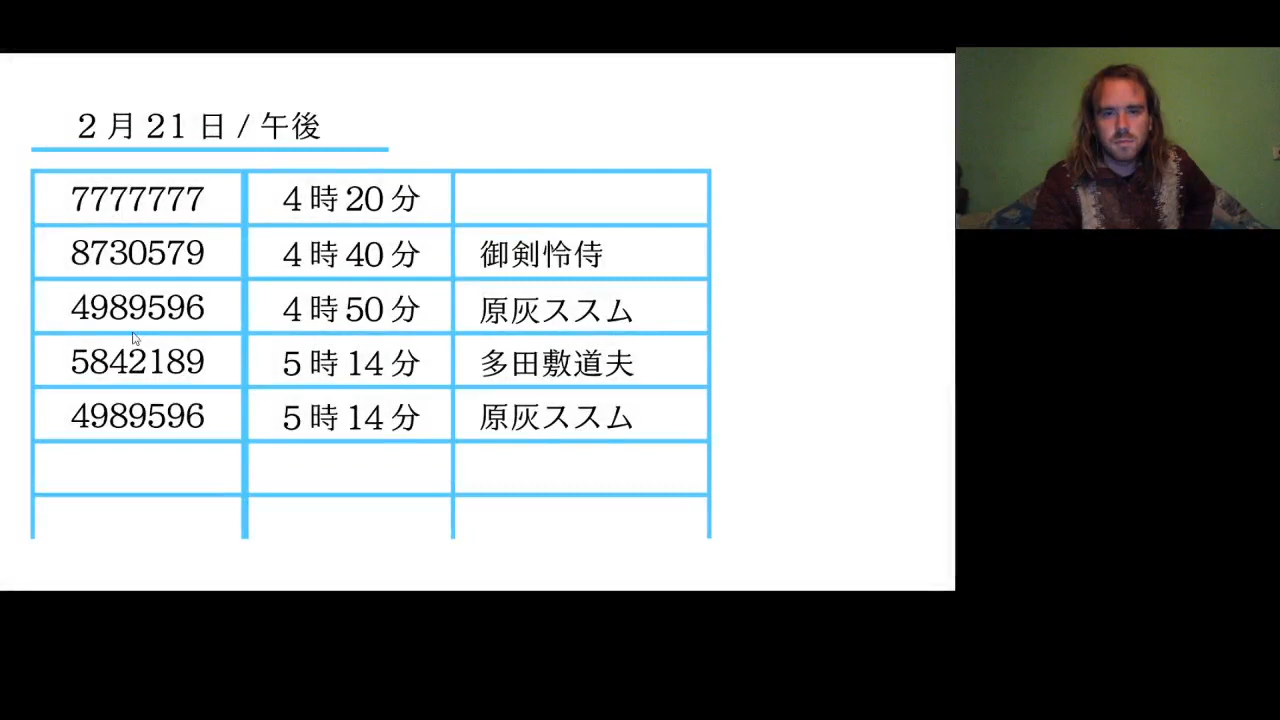 2月21日/午後
7777777 4時20分
8730579 4時40分 御剣怜侍
4989596 4時50分 原灰ススム
5842189 5時14分 多田敷道夫
4989596 5時14分 原灰ススム